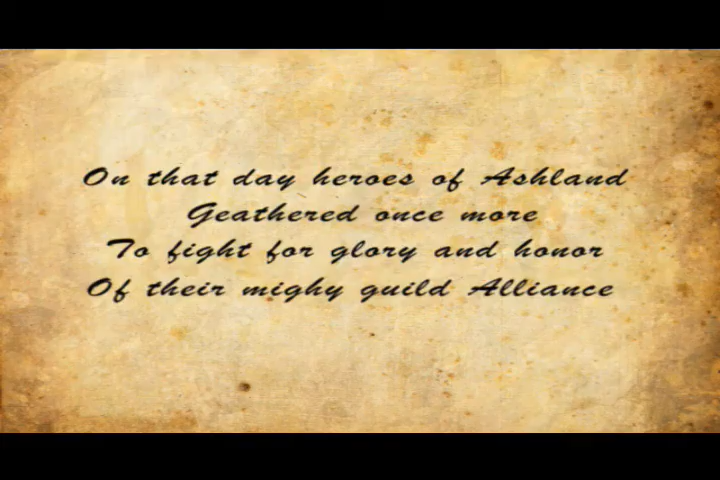 On that day heroes of Ashland
Geathered once more
To fight for glory and honor
Of their mighy guild Alliance